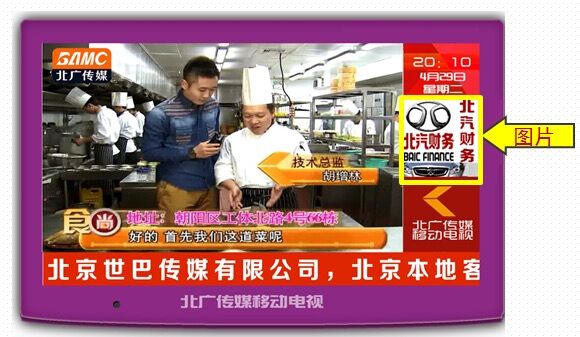 BAMC
北广传媒
20:10
4月29日
星期二
北汽财务
北汽财务
BAIC FINANCE
图片
技术总监
胡增林
北广传媒
移动电视
食尚
地址：朝阳区工体北路4号66栋
好的 首先我们这道菜呢
北京世巴传媒有限公司，北京本地客
北广传媒移动电视